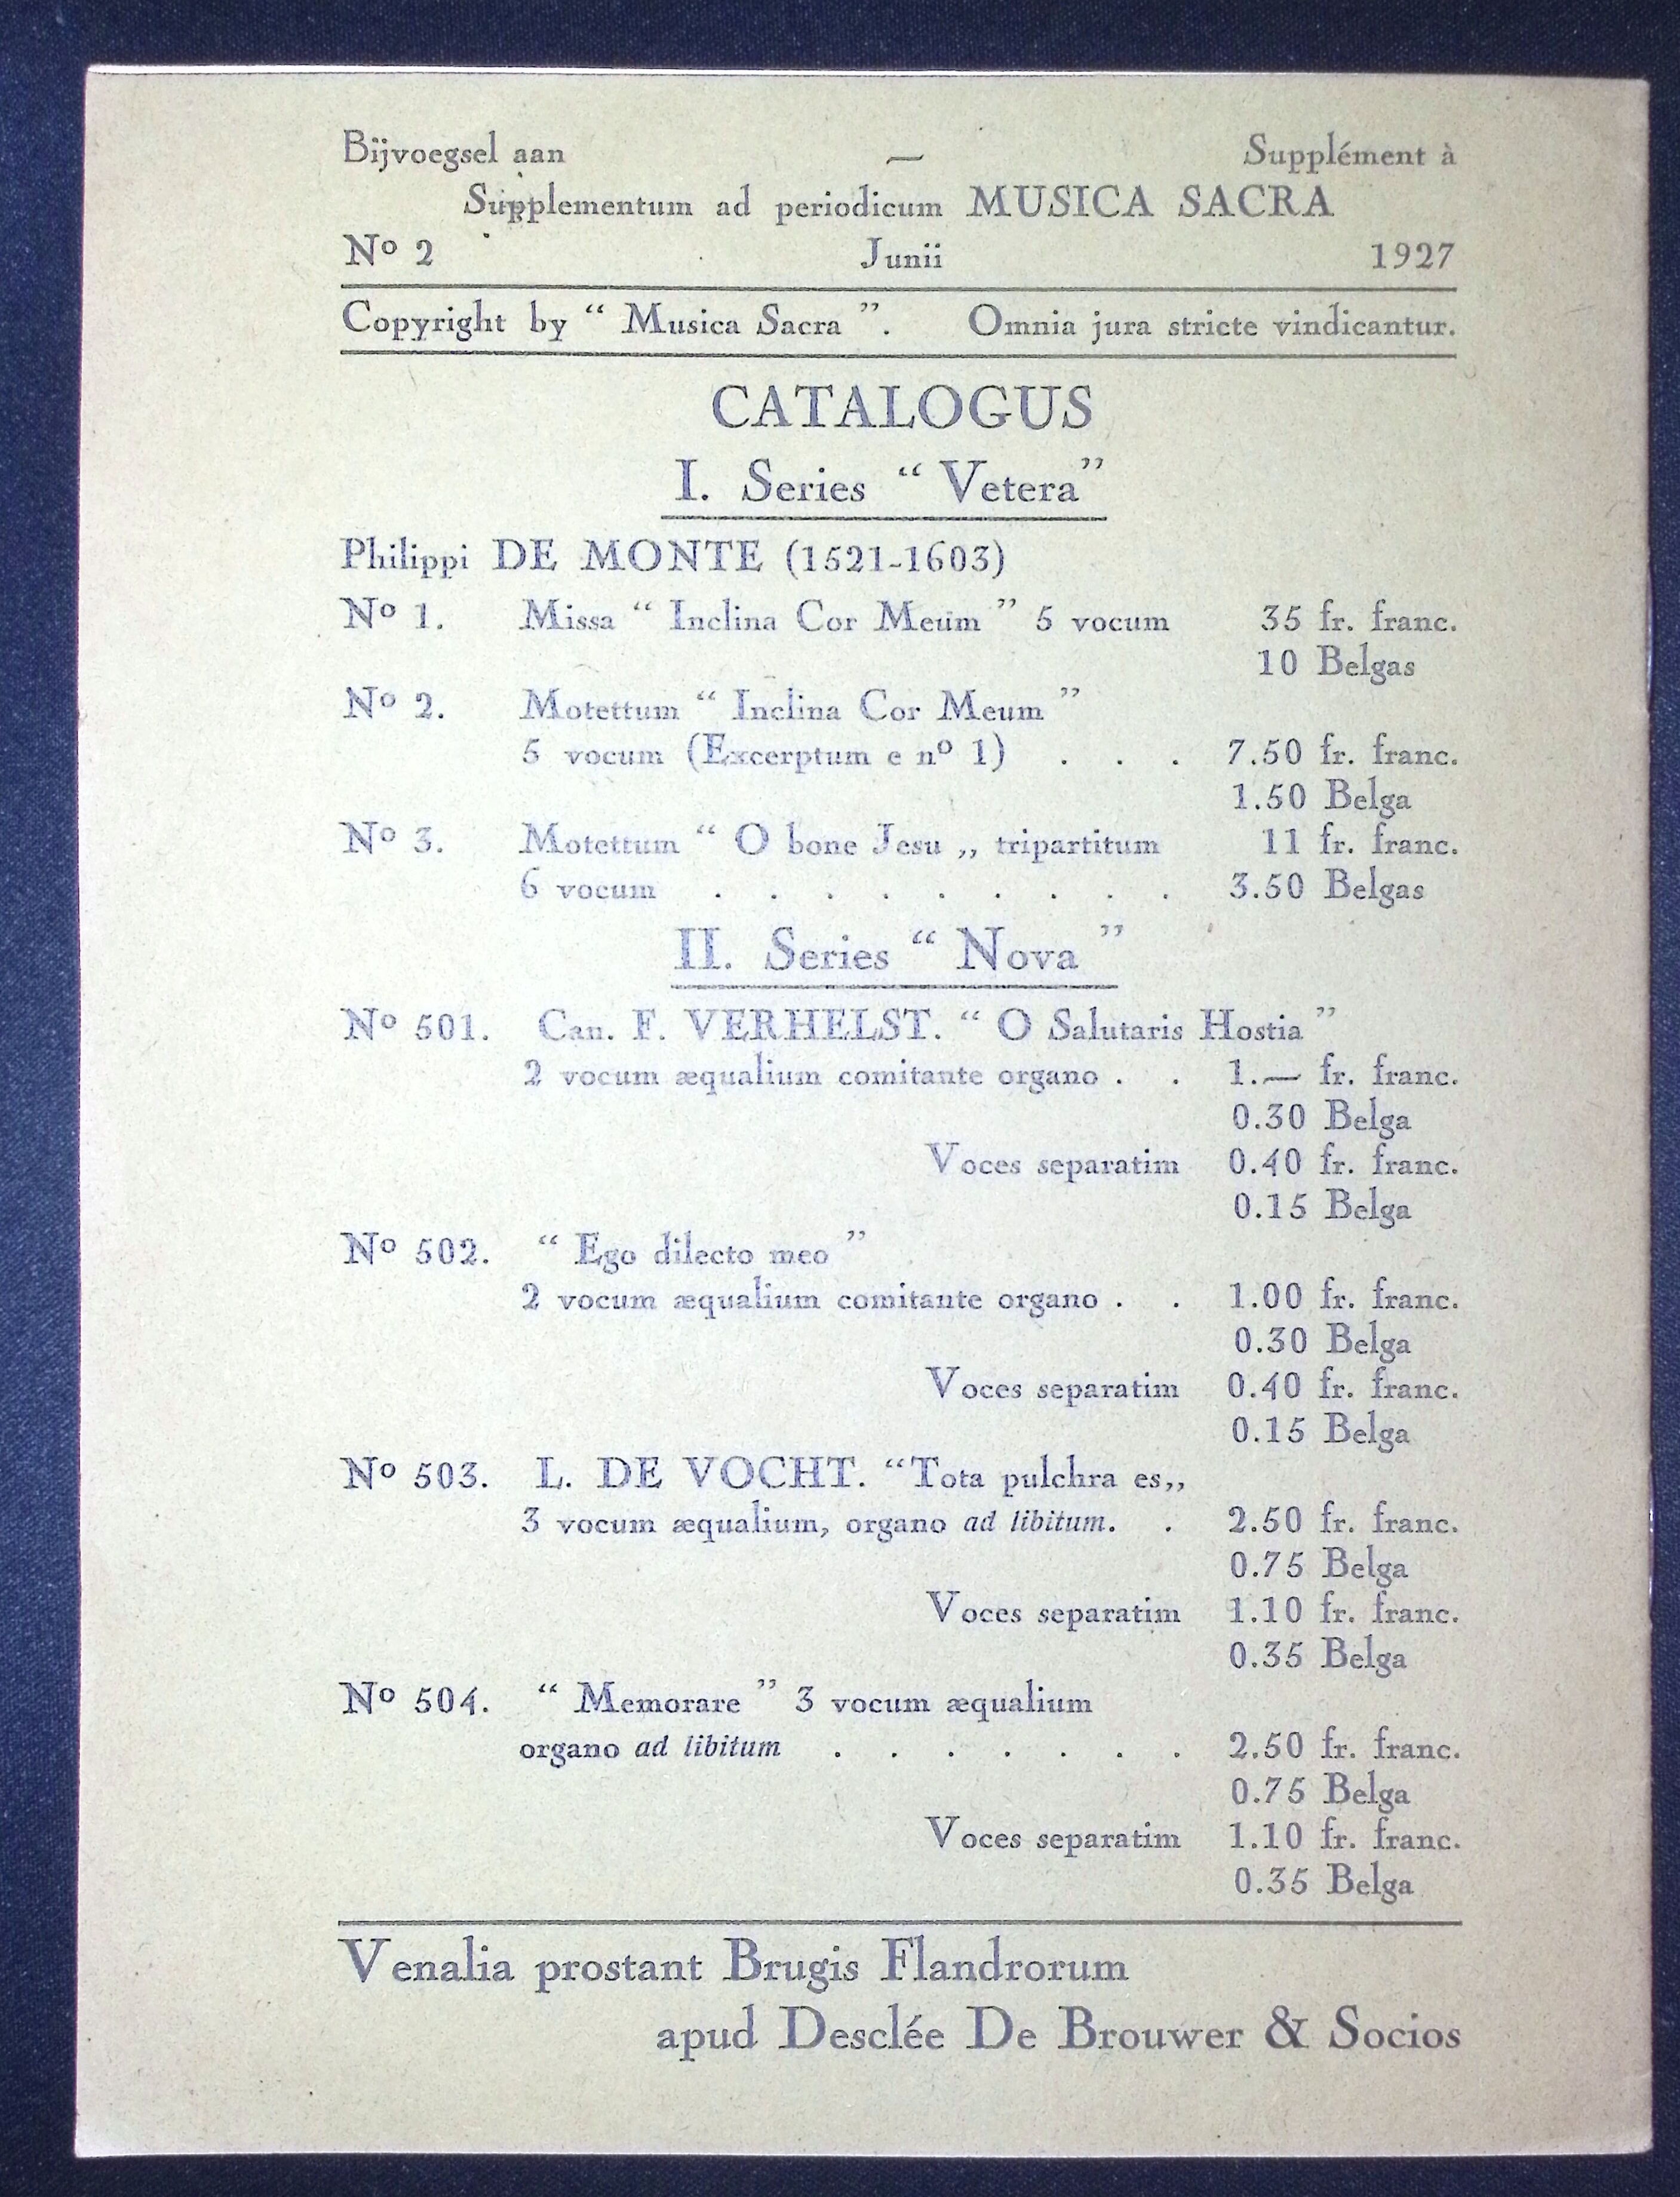 Bijvoegsel aan — Supplément à
Supplementum ad periodicum MUSICA SACRA
Nº 2 Junii 1927
Copyright by “ Musica Sacra ”. Omnia jura stricte vindicantur.
CATALOGUS
I. Series “ Vetera”
Philippi DE MONTE (1521-1603)
Nº 1. Missa “ Inclina Cor Meum ” 5 vocum 35 fr. franc.
10 Belgas
Nº 2. Motettum “ Inclina Cor Meum ”
5 vocum (Excerptum e nº 1) . . . 7.50 fr. franc.
1.50 Belga
Nº 3. Motettum “ O bone Jesu „ tripartitum 11 fr. franc.
6 vocum . . . . . . . . . 3.50 Belgas
II. Series “ Nova ”
Nº 501. Can. F. VERHELST. “ O Salutaris Hostia ”
2 vocum æqualium comitante organo . . 1.— fr. franc.
0.30 Belga
Voces separatim 0.40 fr. franc.
0.15 Belga
Nº 502. “ Ego dilecto meo ”
2 vocum æqualium comitante organo . . 1.00 fr. franc.
0.30 Belga
Voces separatim 0.40 fr. franc.
0.15 Belga
Nº 503. L. DE VOCHT. “Tota pulchra es„
3 vocum æqualium, organo ad libitum. . 2.50 fr. franc.
0.75 Belga
Voces separatim 1.10 fr. franc.
0.35 Belga
Nº 504. “ Memorare ” 3 vocum æqualium
organo ad libitum . . . . . . . 2.50 fr. franc.
0.75 Belga
Voces separatim 1.10 fr. franc.
0.35 Belga
Venalia prostant Brugis Flandrorum
apud Desclée De Brouwer & Socios